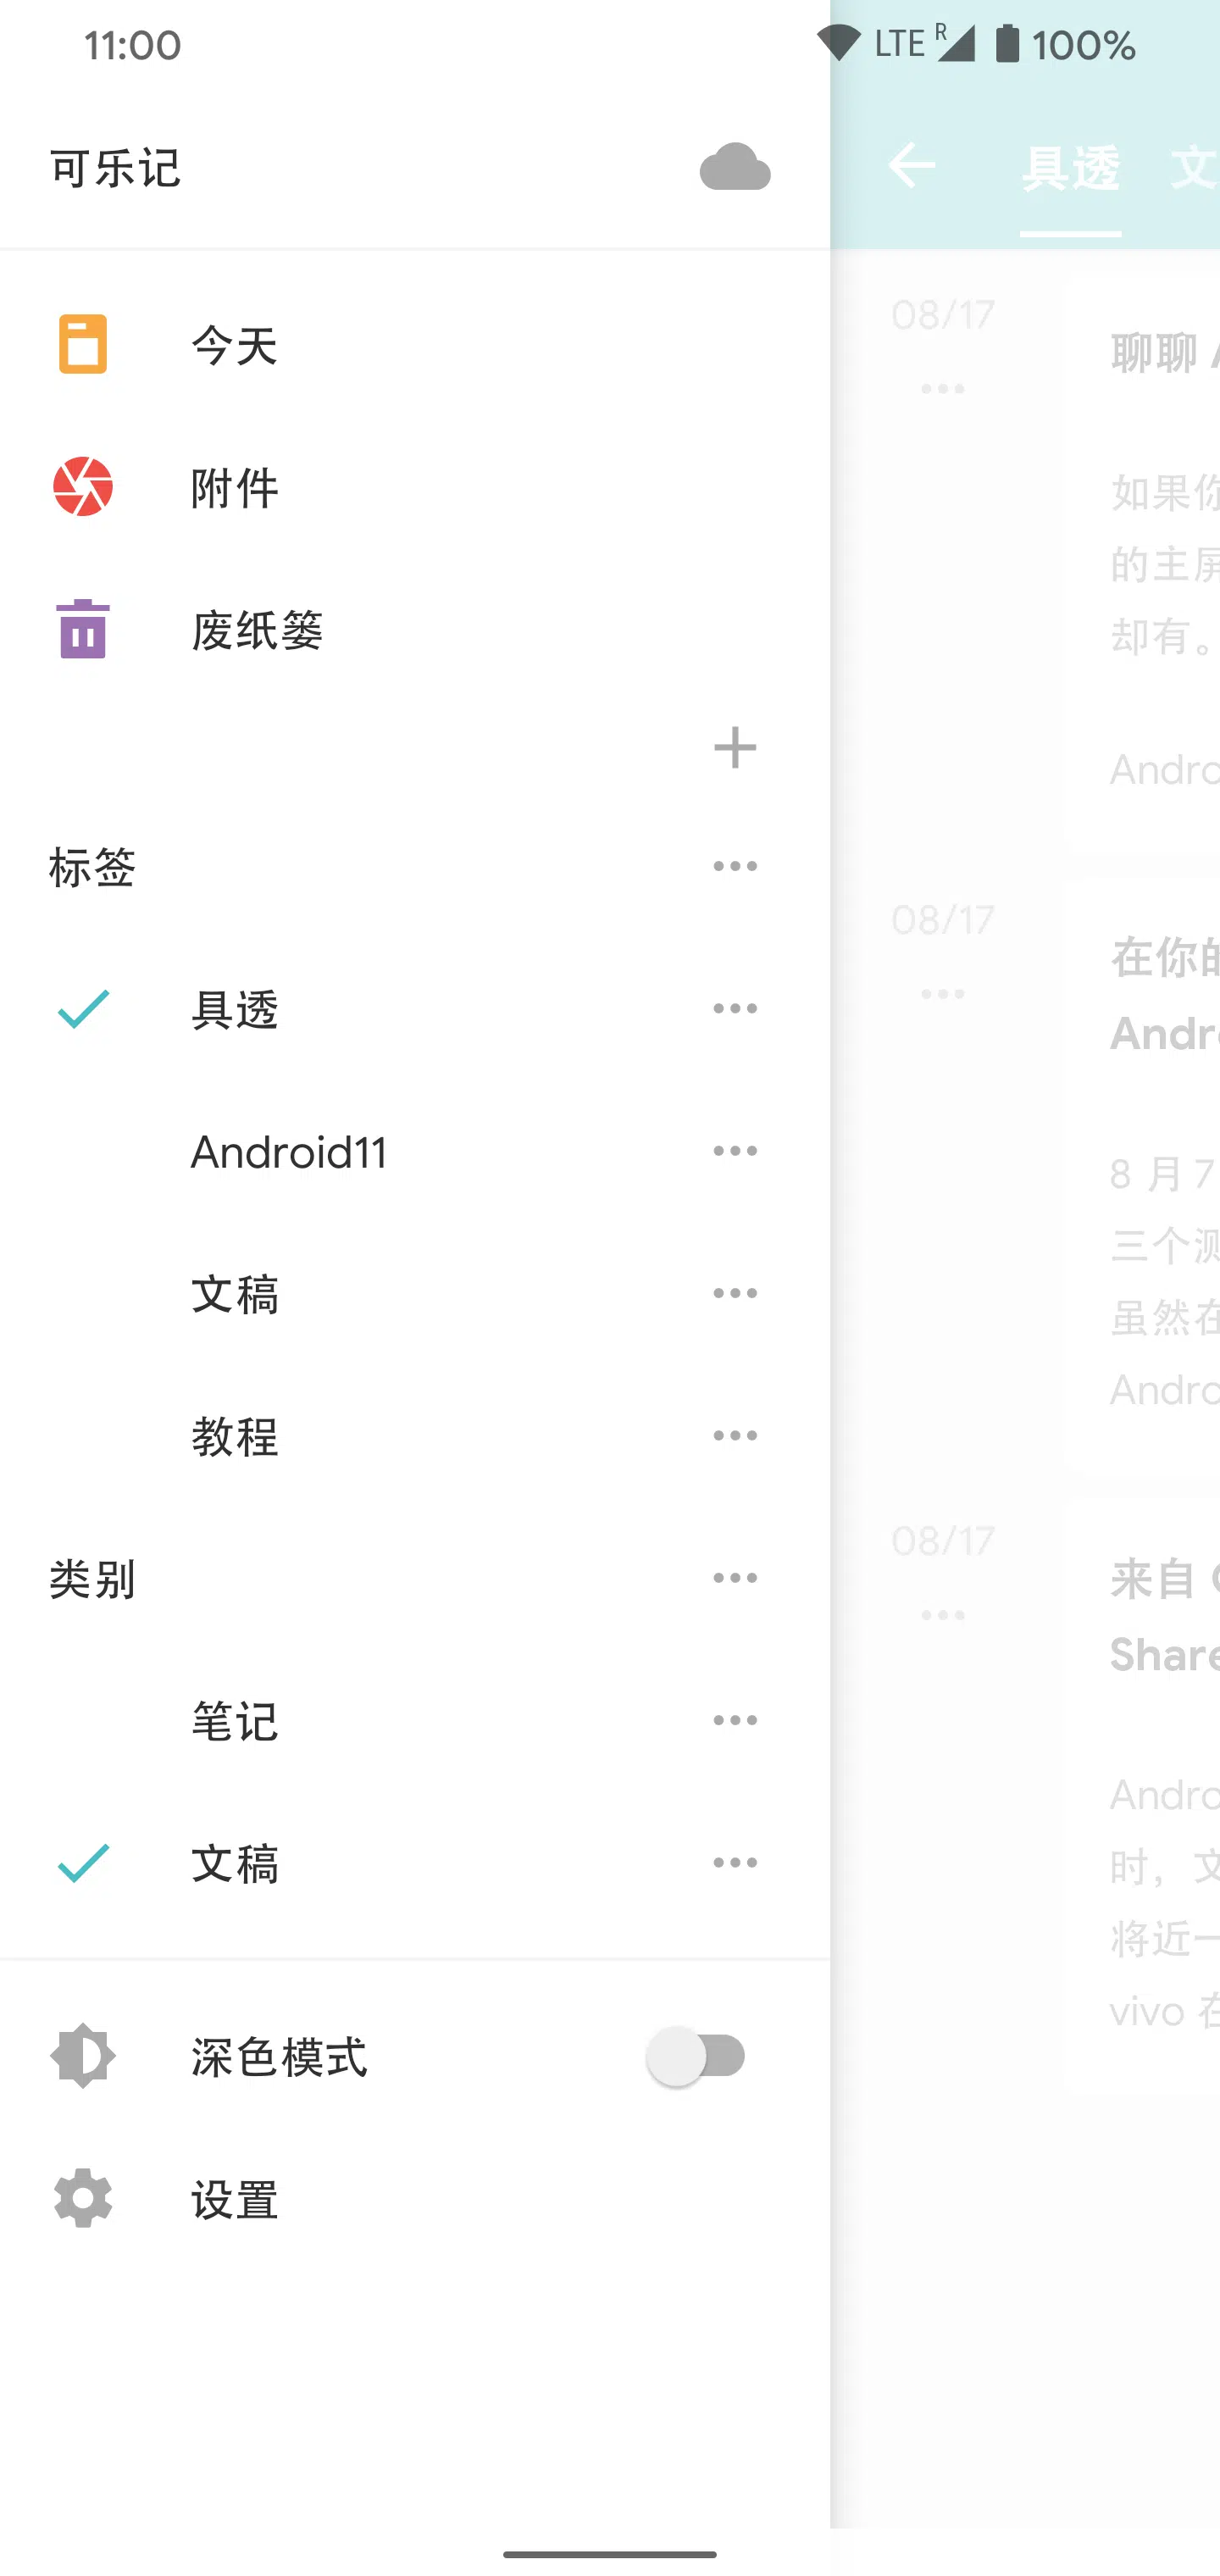 11:00
LTE R 100%
可乐记
今天
附件
废纸篓
标签
具透
Android11
文稿
教程
类别
笔记
文稿
深色模式
设置
具透 文
08/17
聊聊
如果你
的主屏
却有。
Andro
08/17
在你的
Andr
8 月 7
三个测
虽然在
Andro
08/17
来自
Share
Andro
时，文
将近一
vivo 在